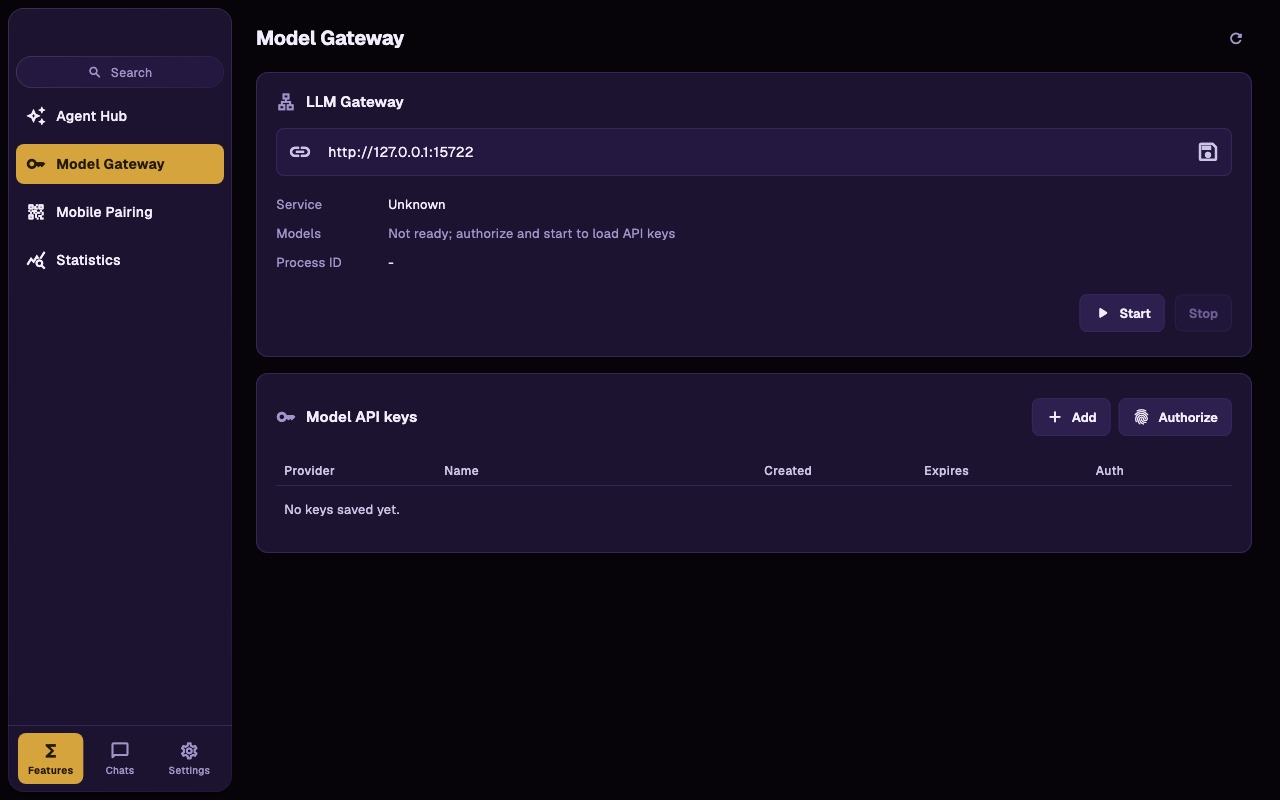 Search
Agent Hub
Model Gateway
Mobile Pairing
Statistics
Features
Chats
Settings
Model Gateway
LLM Gateway
http://127.0.0.1:15722
Service Unknown
Models Not ready; authorize and start to load API keys
Process ID -
Start Stop
Model API keys Add Authorize
Provider Name Created Expires Auth
No keys saved yet.